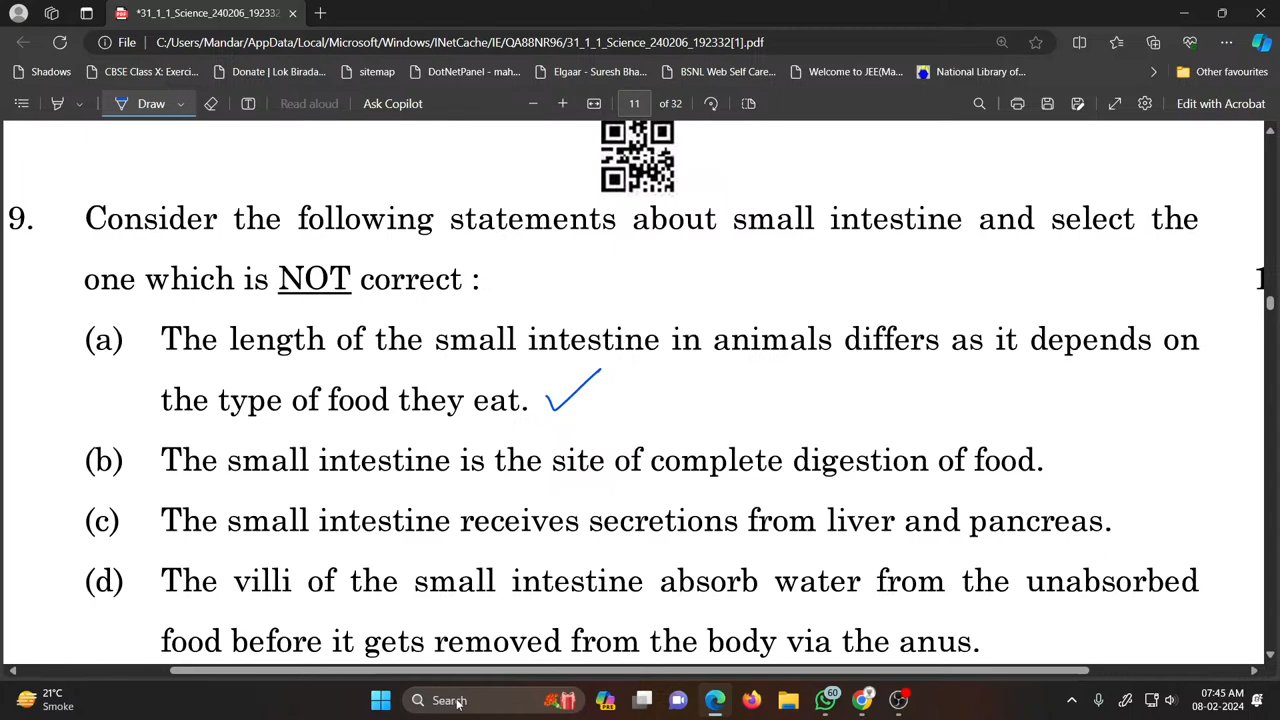 *31_1_1_Science_240206_192332
File C:/Users/Mandar/AppData/Local/Microsoft/Windows/INetCache/IE/QA88NR96/31_1_1_Science_240206_192332[1].pdf
Shadows CBSE Class X: Exerci... Donate | Lok Birada... sitemap DotNetPanel - mah... Elgaar - Suresh Bha... BSNL Web Self Care... Welcome to JEE(Ma... National Library of... Other favourites
Draw Read aloud Ask Copilot 11 of 32 Edit with Acrobat
9. Consider the following statements about small intestine and select the
one which is NOT correct : 1
(a) The length of the small intestine in animals differs as it depends on
the type of food they eat.
(b) The small intestine is the site of complete digestion of food.
(c) The small intestine receives secretions from liver and pancreas.
(d) The villi of the small intestine absorb water from the unabsorbed
food before it gets removed from the body via the anus.
21°C
Smoke
Search
PRE
60
07:45 AM
08-02-2024